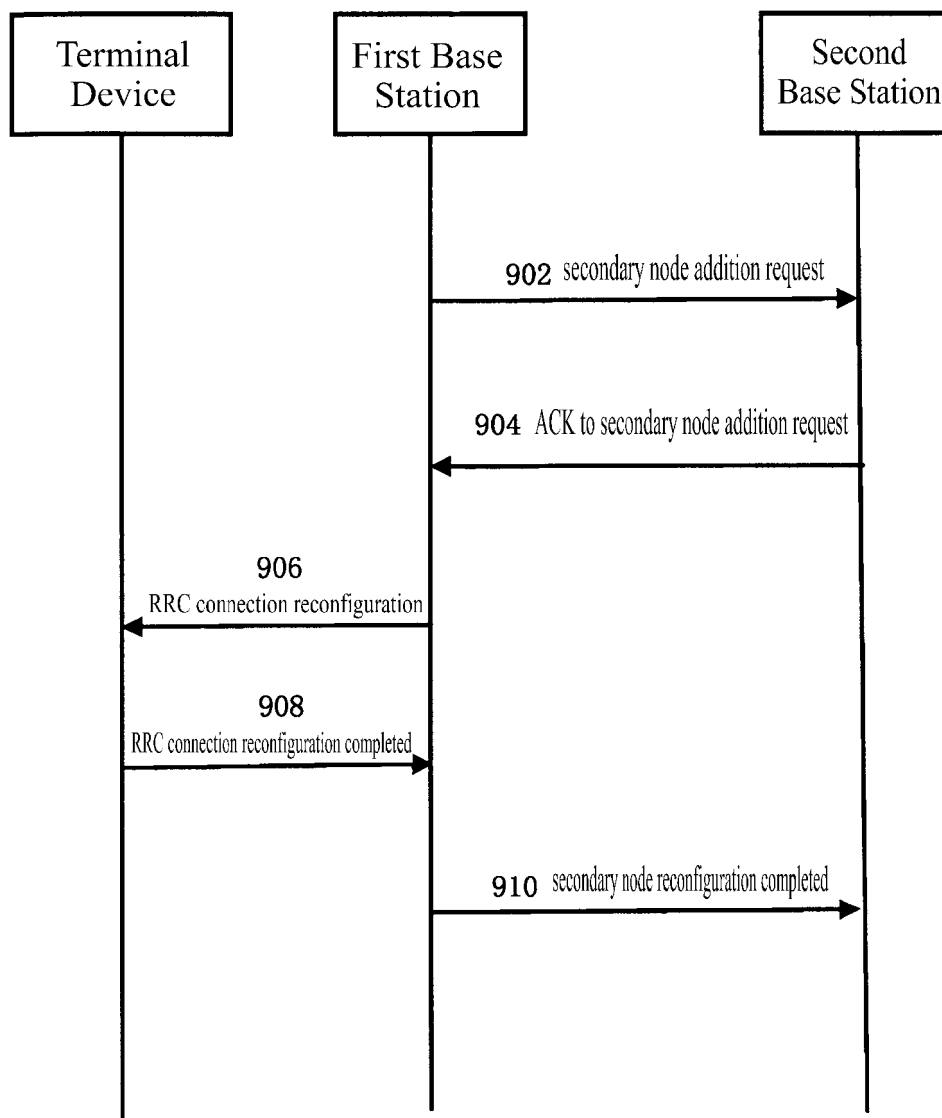 Terminal
Device
First Base
Station
Second
Base Station
902 secondary node addition request
904 ACK to secondary node addition request
906
RRC connection reconfiguration
908
RRC connection reconfiguration completed
910 secondary node reconfiguration completed